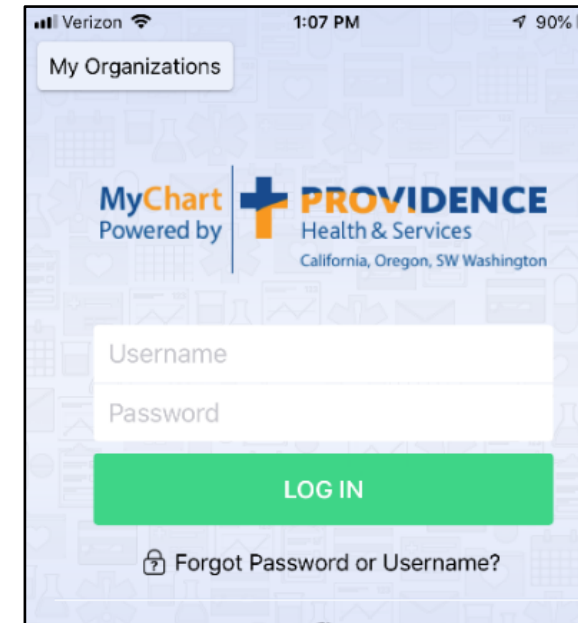 Verizon 1:07 PM 90%
My Organizations
MyChart
Powered by
PROVIDENCE
Health & Services
California, Oregon, SW Washington
Username
Password
LOG IN
Forgot Password or Username?